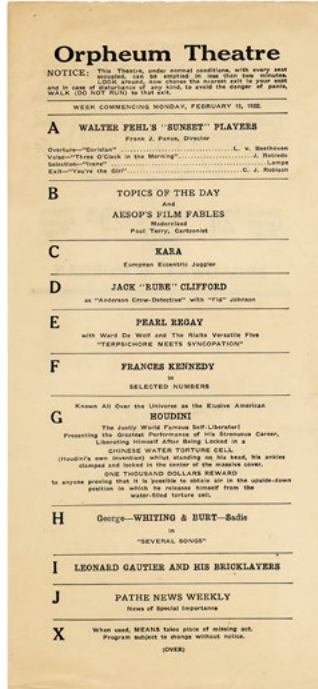 Orpheum Theatre
NOTICE: This Theatre, under normal conditions, with every seat
occupied, can be emptied in less than two minutes.
LOOK around, now choose the nearest exit to your seat
and in case of disturbance of any kind, to avoid the danger of panic,
WALK (DO NOT RUN) to that exit.
WEEK COMMENCING MONDAY, FEBRUARY 13, 1922.
A WALTER FEHL'S "SUNSET" PLAYERS
Frank J. Ponus, Director
Overture—"Coriolan" L. v. Beethoven
Valse—"Three O'Clock in the Morning" J. Robledo
Selection—"Irene" Lampe
Exit—"You're the Girl" C. J. Robison
B TOPICS OF THE DAY
And
AESOP'S FILM FABLES
Modernized
Paul Terry, Cartoonist
C KARA
European Eccentric Juggler
D JACK "RUBE" CLIFFORD
as "Anderson Crow-Detective" with "Fid" Johnson
E PEARL REGAY
with Ward De Wolf and The Rialto Versatile Five
"TERPSICHORE MEETS SYNCOPATION"
F FRANCES KENNEDY
in
SELECTED NUMBERS
Known All Over the Universe as the Elusive American
G HOUDINI
The Justly World Famous Self-Liberator!
Presenting the Greatest Performance of His Strenuous Career,
Liberating Himself After Being Locked in a
CHINESE WATER TORTURE CELL
(Houdini's own Invention) whilst standing on his head, his ankles
clamped and locked in the center of the massive cover.
ONE THOUSAND DOLLARS REWARD
to anyone proving that it is possible to obtain air in the upside-down
position in which he releases himself from the
water-filled torture cell.
H George—WHITING & BURT—Sadie
in
"SEVERAL SONGS"
I LEONARD GAUTIER AND HIS BRICKLAYERS
J PATHE NEWS WEEKLY
News of Special Importance
X When used, MEANS takes place of missing act.
Program subject to change without notice.
(OVER)